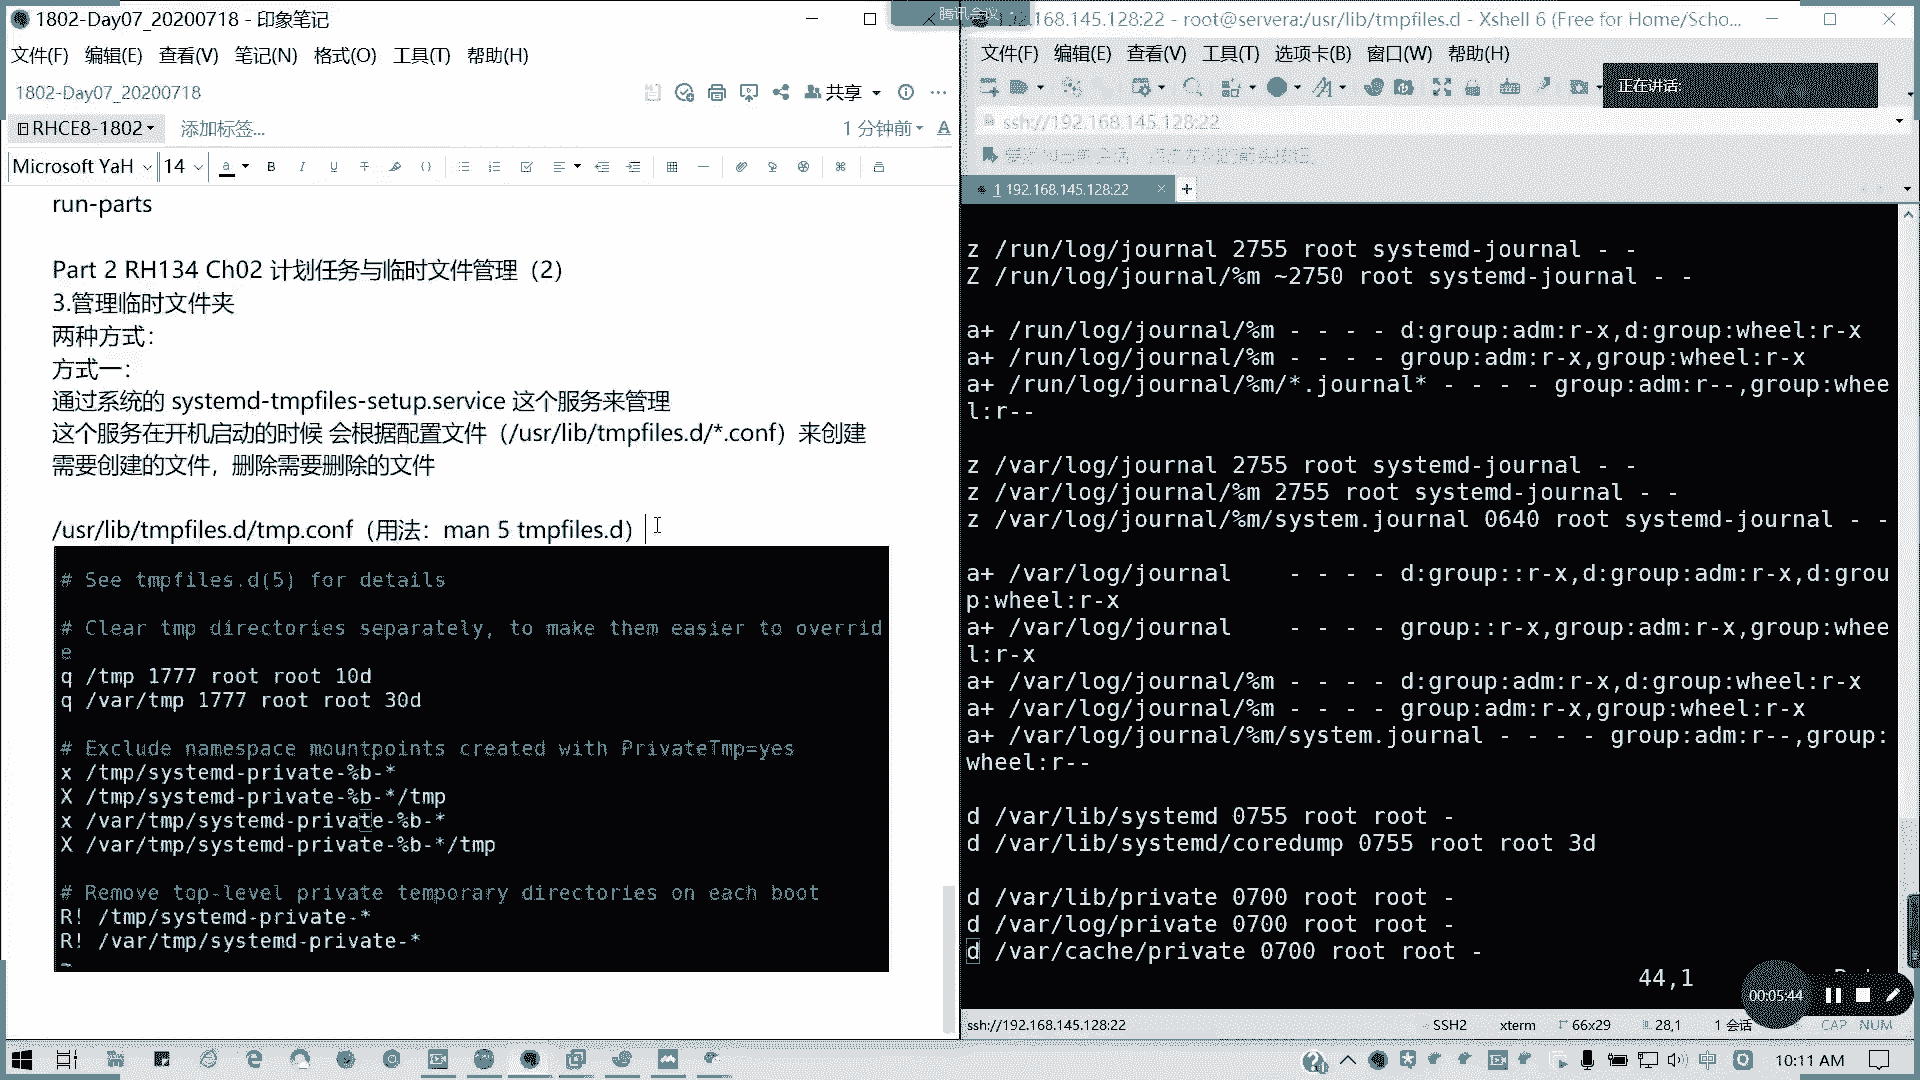 1802-Day07_20200718 - 印象笔记
文件(F) 编辑(E) 查看(V) 笔记(N) 格式(O) 工具(T) 帮助(H)
1802-Day07_20200718
共享
RHCE8-1802
添加标签...
1 分钟前
Microsoft YaH 14
run-parts
Part 2 RH134 Ch02 计划任务与临时文件管理（2）
3.管理临时文件夹
两种方式：
方式一：
通过系统的 systemd-tmpfiles-setup.service 这个服务来管理
这个服务在开机启动的时候 会根据配置文件（/usr/lib/tmpfiles.d/*.conf）来创建
需要创建的文件，删除需要删除的文件
/usr/lib/tmpfiles.d/tmp.conf（用法：man 5 tmpfiles.d）
# See tmpfiles.d(5) for details
# Clear tmp directories separately, to make them easier to overrid
e
q /tmp 1777 root root 10d
q /var/tmp 1777 root root 30d
# Exclude namespace mountpoints created with PrivateTmp=yes
x /tmp/systemd-private-%b-*
X /tmp/systemd-private-%b-*/tmp
x /var/tmp/systemd-private-%b-*
X /var/tmp/systemd-private-%b-*/tmp
# Remove top-level private temporary directories on each boot
R! /tmp/systemd-private-*
R! /var/tmp/systemd-private-*
~
腾讯会议
.168.145.128:22 - root@servera:/usr/lib/tmpfiles.d - Xshell 6 (Free for Home/Scho...
文件(F) 编辑(E) 查看(V) 工具(T) 选项卡(B) 窗口(W) 帮助(H)
正在讲话:
ssh://192.168.145.128:22
1 192.168.145.128:22
z /run/log/journal 2755 root systemd-journal - -
Z /run/log/journal/%m ~2750 root systemd-journal - -
a+ /run/log/journal/%m - - - - d:group:adm:r-x,d:group:wheel:r-x
a+ /run/log/journal/%m - - - - group:adm:r-x,group:wheel:r-x
a+ /run/log/journal/%m/*.journal* - - - - group:adm:r--,group:whee
l:r--
z /var/log/journal 2755 root systemd-journal - -
z /var/log/journal/%m 2755 root systemd-journal - -
z /var/log/journal/%m/system.journal 0640 root systemd-journal - -
a+ /var/log/journal    - - - - d:group::r-x,d:group:adm:r-x,d:grou
p:wheel:r-x
a+ /var/log/journal    - - - - group::r-x,group:adm:r-x,group:whee
l:r-x
a+ /var/log/journal/%m - - - - d:group:adm:r-x,d:group:wheel:r-x
a+ /var/log/journal/%m - - - - group:adm:r-x,group:wheel:r-x
a+ /var/log/journal/%m/system.journal - - - - group:adm:r--,group:
wheel:r--
d /var/lib/systemd 0755 root root -
d /var/lib/systemd/coredump 0755 root root 3d
d /var/lib/private 0700 root root -
d /var/log/private 0700 root root -
d /var/cache/private 0700 root root -
44,1
00:05:44
ssh://192.168.145.128:22 SSH2 xterm 66x29 28,1 1 会话 CAP NUM
中
10:11 AM